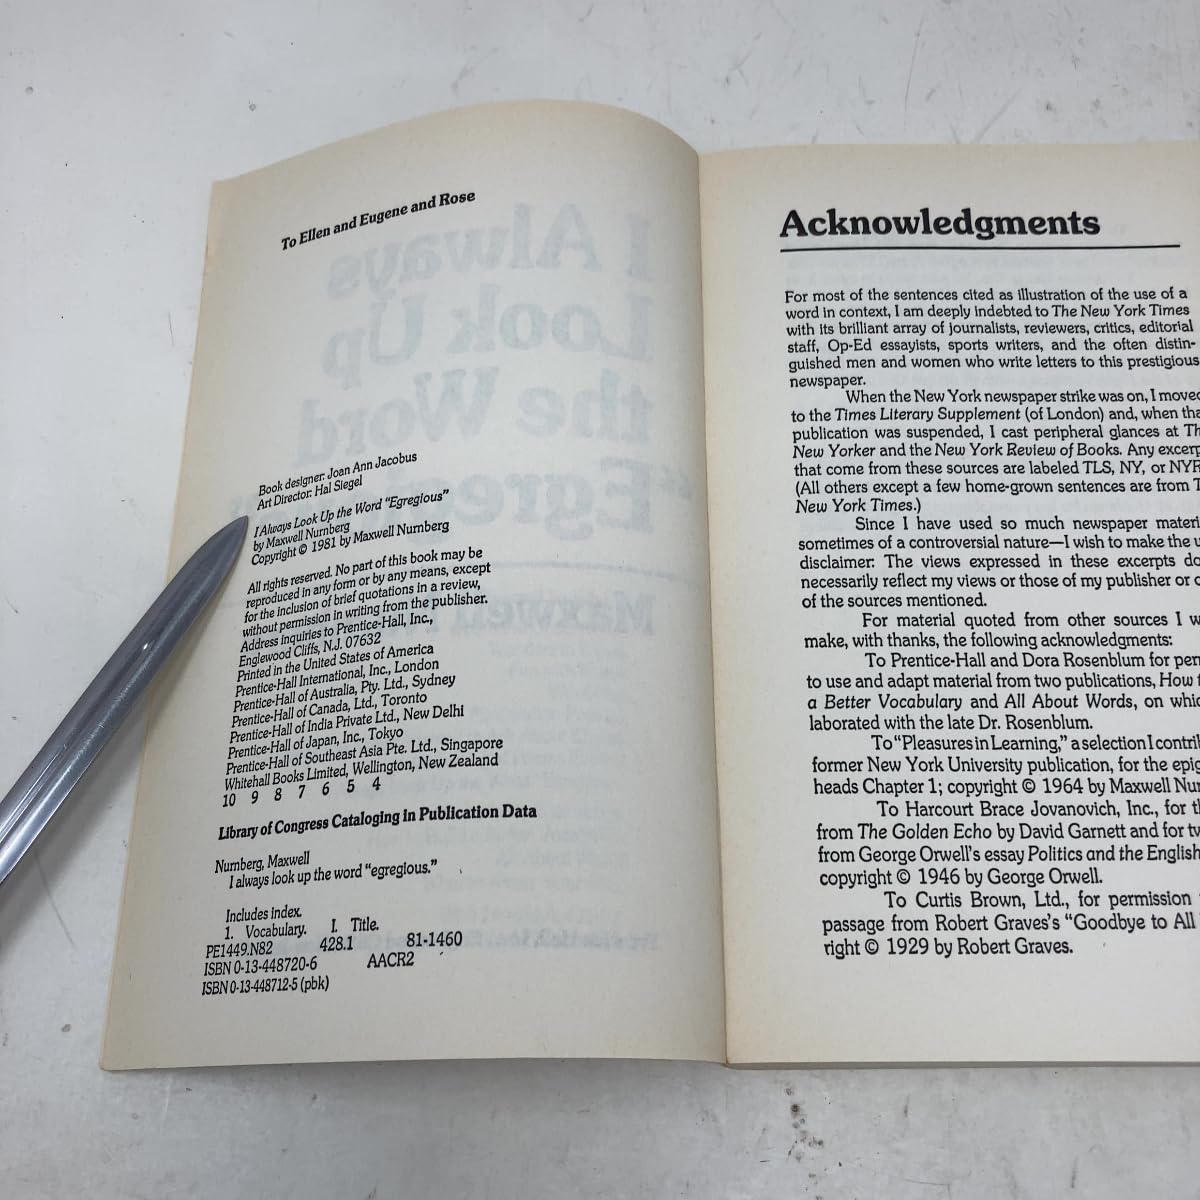 To Ellen and Eugene and Rose
Book designer: Joan Ann Jacobus
Art Director: Hal Siegel
I Always Look Up the Word "Egregious"
by Maxwell Nurnberg
Copyright © 1981 by Maxwell Nurnberg
All rights reserved. No part of this book may be
reproduced in any form or by any means, except
for the inclusion of brief quotations in a review,
without permission in writing from the publisher.
Address inquiries to Prentice-Hall, Inc.,
Englewood Cliffs, N.J. 07632
Printed in the United States of America
Prentice-Hall International, Inc., London
Prentice-Hall of Australia, Pty. Ltd., Sydney
Prentice-Hall of Canada, Ltd., Toronto
Prentice-Hall of India Private Ltd., New Delhi
Prentice-Hall of Japan, Inc., Tokyo
Prentice-Hall of Southeast Asia Pte. Ltd., Singapore
Whitehall Books Limited, Wellington, New Zealand
10 9 8 7 6 5 4
Library of Congress Cataloging in Publication Data
Nurnberg, Maxwell
I always look up the word "egregious."
Includes index.
1. Vocabulary. I. Title.
PE1449.N82 428.1 81-1460
ISBN 0-13-448720-6 AACR2
ISBN 0-13-448712-5 (pbk)
Acknowledgments
For most of the sentences cited as illustration of the use of a
word in context, I am deeply indebted to The New York Times
with its brilliant array of journalists, reviewers, critics, editorial
staff, Op-Ed essayists, sports writers, and the often distin-
guished men and women who write letters to this prestigious
newspaper.
When the New York newspaper strike was on, I moved
to the Times Literary Supplement (of London) and, when tha
publication was suspended, I cast peripheral glances at Th
New Yorker and the New York Review of Books. Any excerp
that come from these sources are labeled TLS, NY, or NYR
(All others except a few home-grown sentences are from T
New York Times.)
Since I have used so much newspaper materi
sometimes of a controversial nature—I wish to make the u
disclaimer: The views expressed in these excerpts do
necessarily reflect my views or those of my publisher or o
of the sources mentioned.
For material quoted from other sources I w
make, with thanks, the following acknowledgments:
To Prentice-Hall and Dora Rosenblum for per
to use and adapt material from two publications, How t
a Better Vocabulary and All About Words, on whic
laborated with the late Dr. Rosenblum.
To "Pleasures in Learning," a selection I contrib
former New York University publication, for the epig
heads Chapter 1; copyright © 1964 by Maxwell Nur
To Harcourt Brace Jovanovich, Inc., for th
from The Golden Echo by David Garnett and for tw
from George Orwell's essay Politics and the English
copyright © 1946 by George Orwell.
To Curtis Brown, Ltd., for permission
passage from Robert Graves's "Goodbye to All
right © 1929 by Robert Graves.